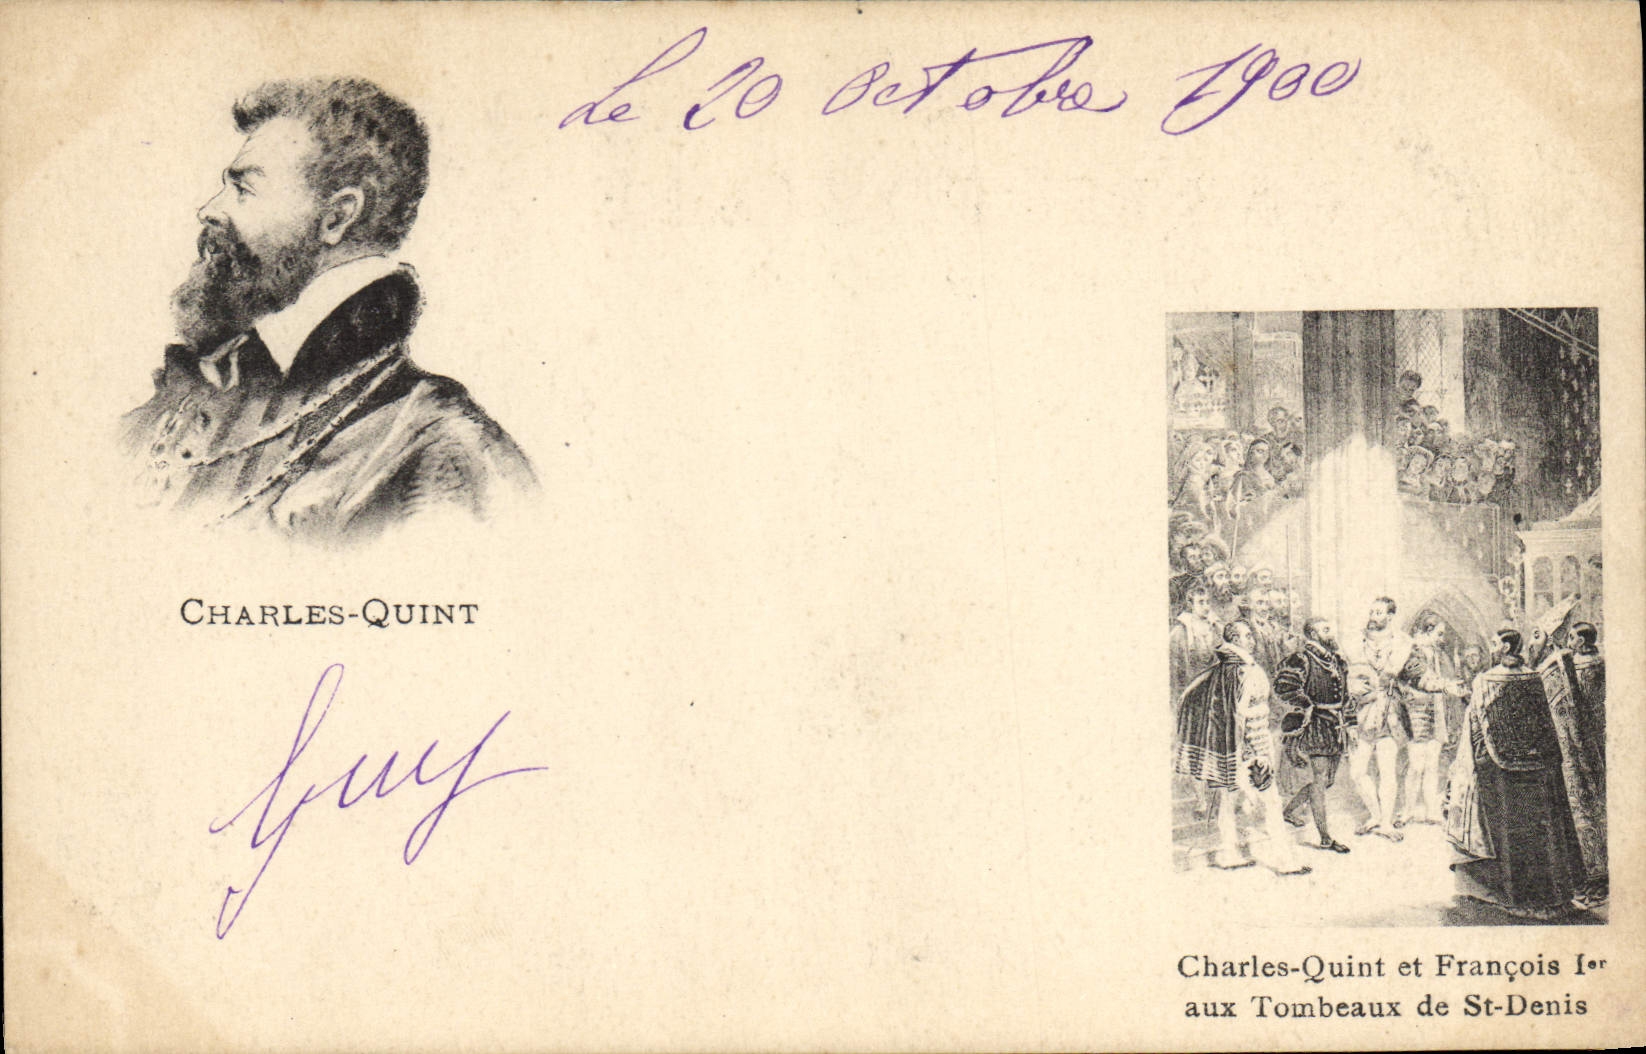 Le 20 Octobre 1900
CHARLES-QUINT
Guy
Charles-Quint et François Ier
aux Tombeaux de St-Denis